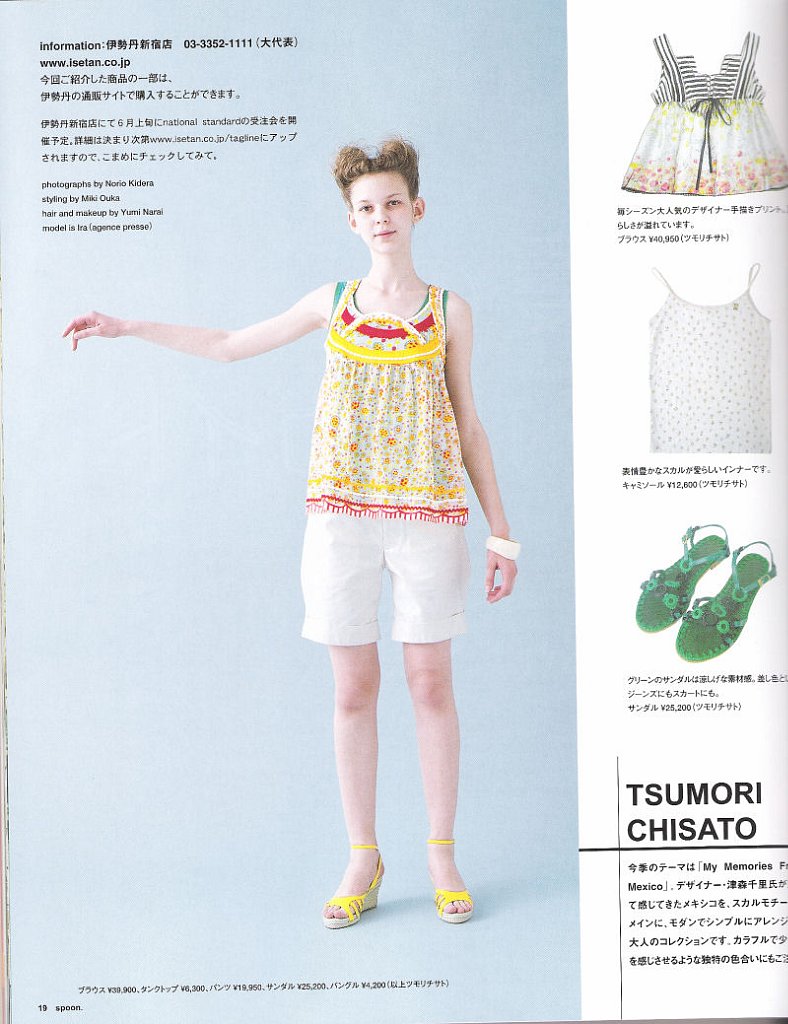 information：伊勢丹新宿店　03-3352-1111（大代表）
www.isetan.co.jp
今回ご紹介した商品の一部は、
伊勢丹の通販サイトで購入することができます。
伊勢丹新宿店にて６月上旬にnational standardの受注会を開
催予定。詳細は決まり次第www.isetan.co.jp/taglineにアップ
されますので、こまめにチェックしてみて。
photographs by Norio Kidera
styling by Miki Ouka
hair and makeup by Yumi Narai
model is Ira（agence presse）
毎シーズン大人気のデザイナー手描きプリント。
らしさが溢れています。
ブラウス ¥40,950（ツモリチサト）
表情豊かなスカルが愛らしいインナーです。
キャミソール ¥12,600（ツモリチサト）
グリーンのサンダルは涼しげな素材感。差し色と
ジーンズにもスカートにも。
サンダル ¥25,200（ツモリチサト）
TSUMORI
CHISATO
今季のテーマは「My Memories Fr
Mexico」。デザイナー・津森千里氏が
て感じてきたメキシコを、スカルモチー
メインに、モダンでシンプルにアレンジ
大人のコレクションです。カラフルで少
を感じさせるような独特の色合いにもご
ブラウス ¥39,900、タンクトップ ¥6,300、パンツ ¥19,950、サンダル ¥25,200、バングル ¥4,200（以上ツモリチサト）
19　spoon.